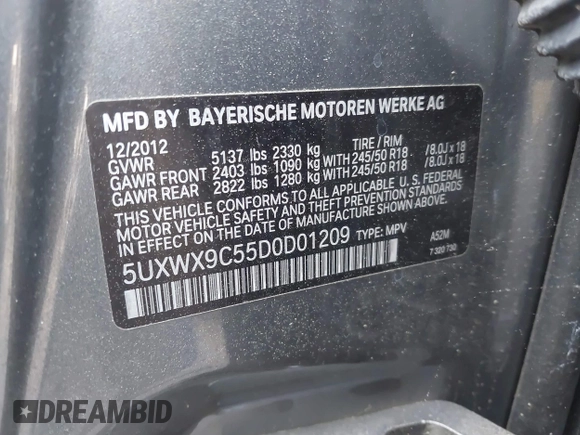 MFD BY BAYERISCHE MOTOREN WERKE AG
12/2012 TIRE / RIM
GVWR 5137 lbs 2330 kg
GAWR FRONT 2403 lbs 1090 kg WITH 245/50 R18 / 8.0J x 18
GAWR REAR 2822 lbs 1280 kg WITH 245/50 R18 / 8.0J x 18
THIS VEHICLE CONFORMS TO ALL APPLICABLE U. S. FEDERAL
MOTOR VEHICLE SAFETY AND THEFT PREVENTION STANDARDS
IN EFFECT ON THE DATE OF MANUFACTURE SHOWN ABOVE.
5UXWX9C55D0D01209 TYPE: MPV A52M
7 320 730
DREAMBID